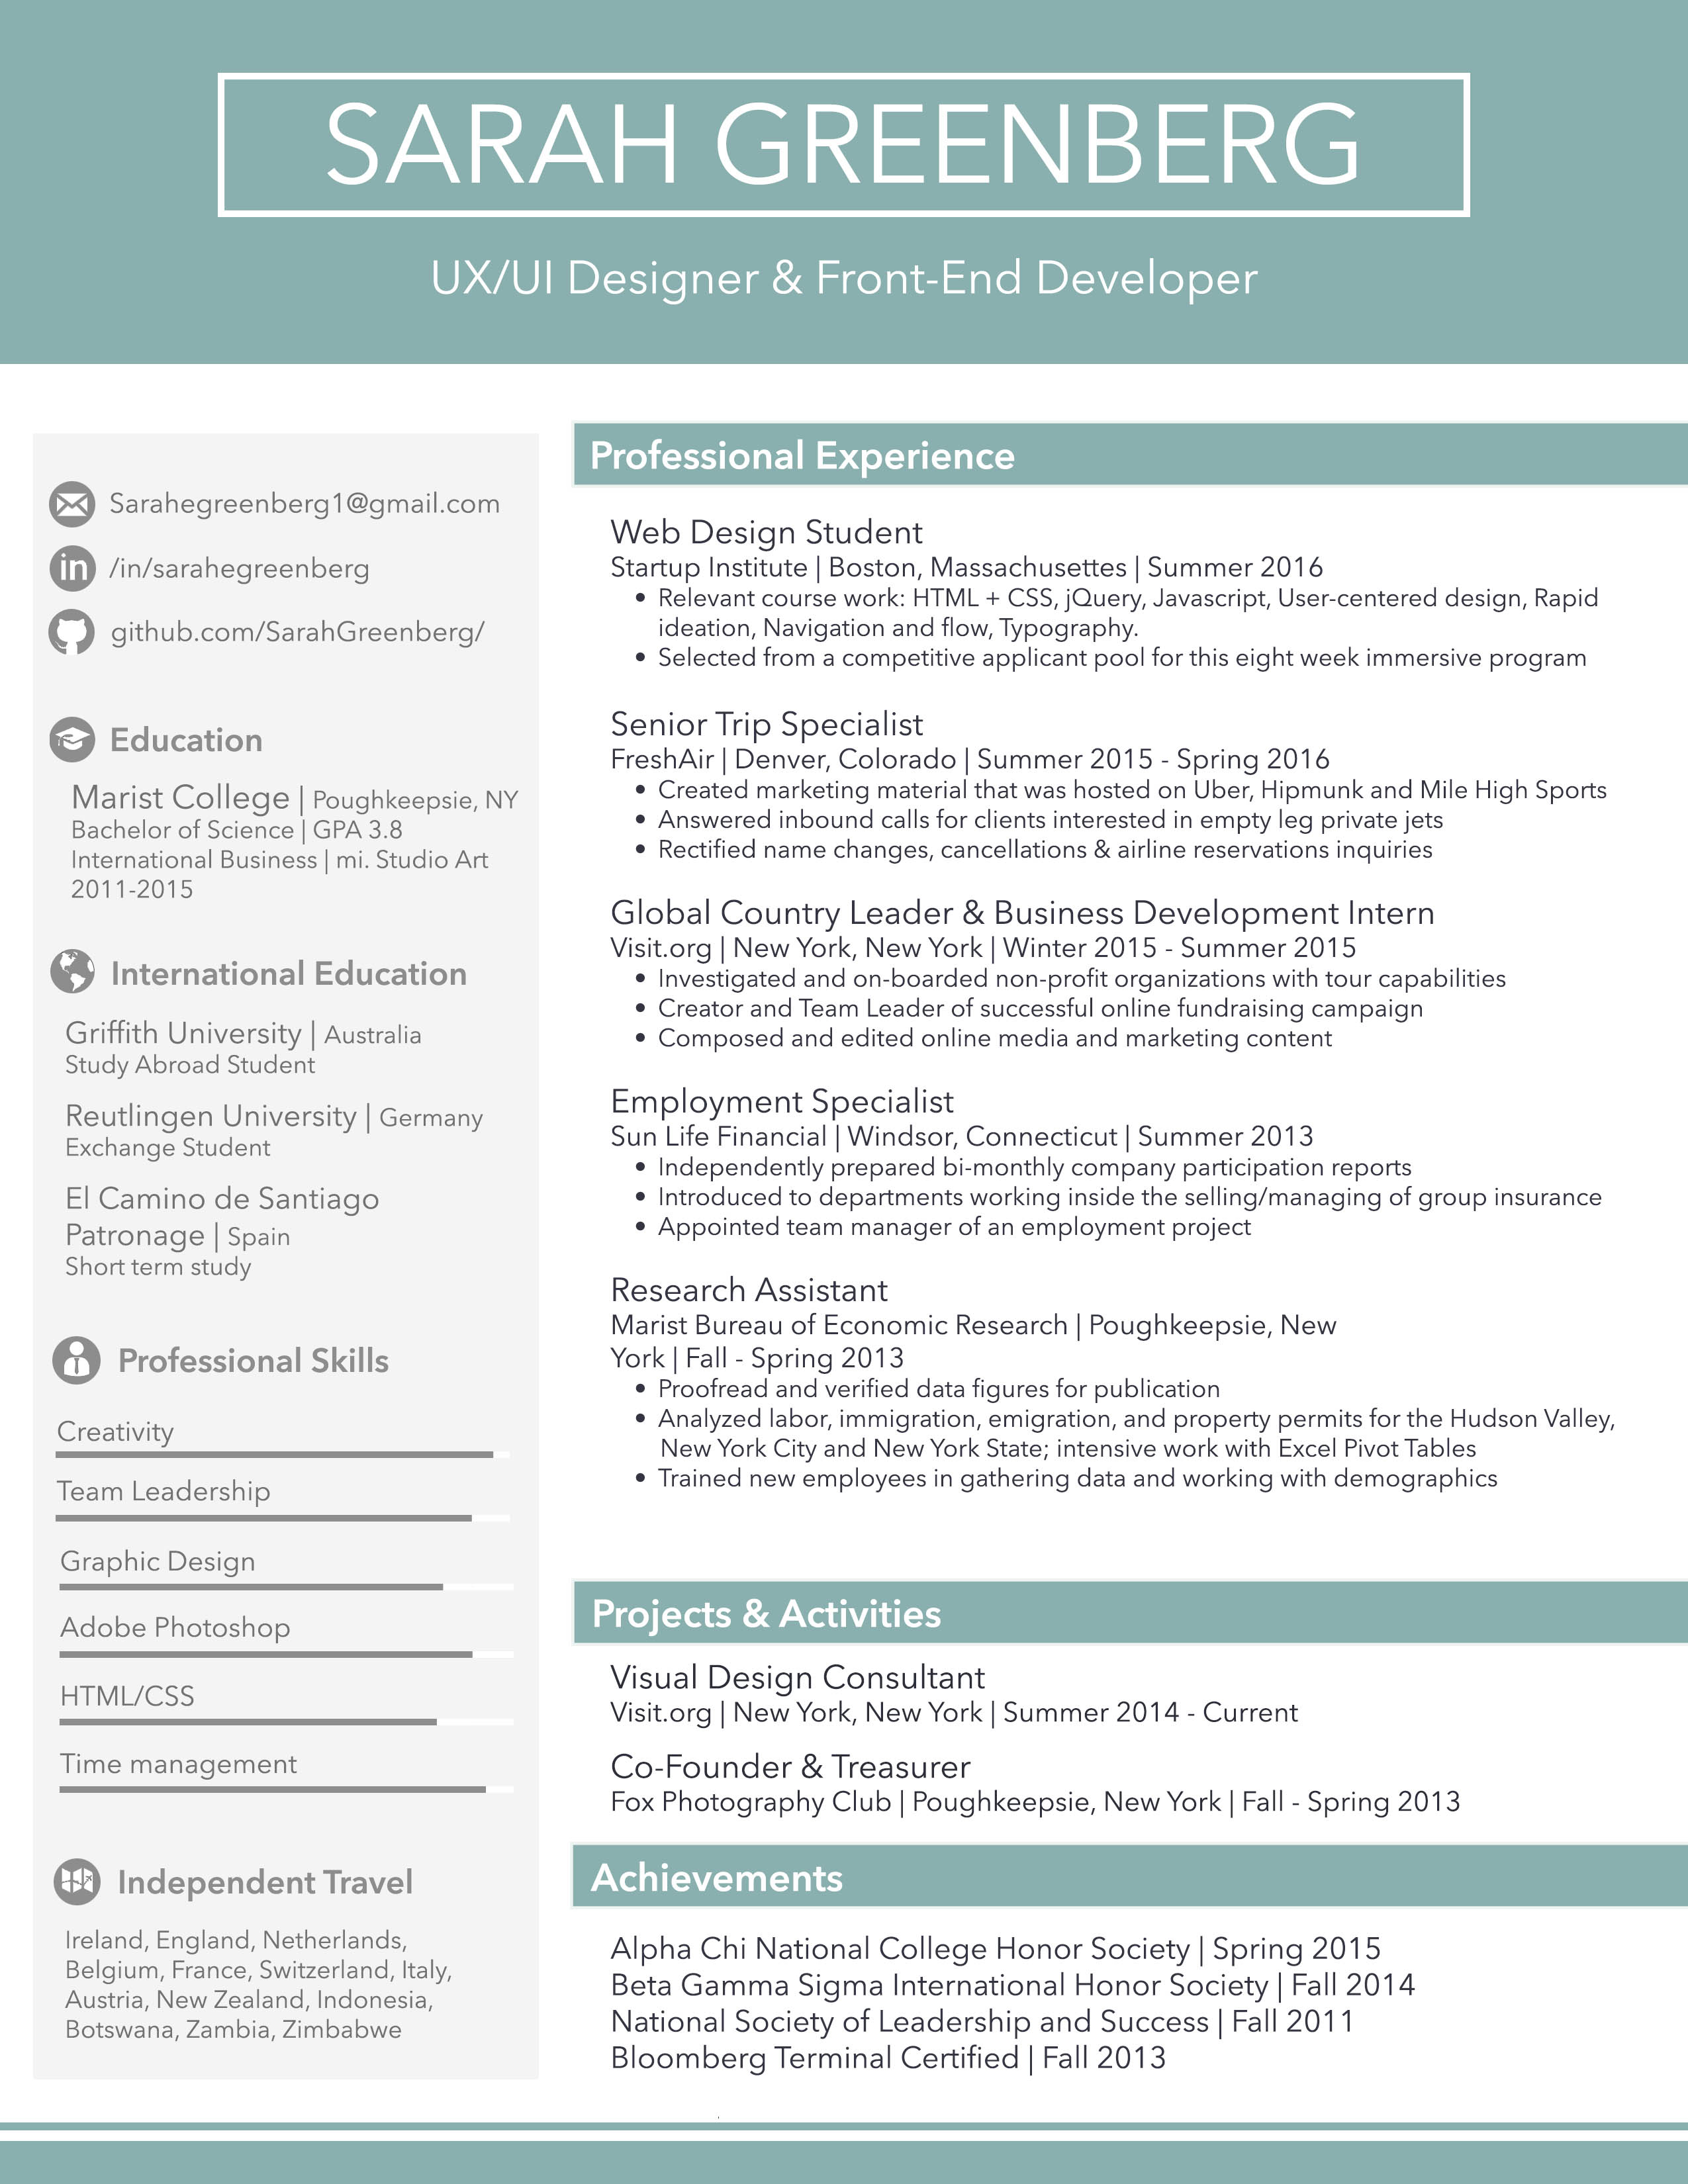 SARAH GREENBERG
UX/UI Designer & Front-End Developer
Sarahegreenberg1@gmail.com
/in/sarahegreenberg
github.com/SarahGreenberg/
Education
Marist College | Poughkeepsie, NY
Bachelor of Science | GPA 3.8
International Business | mi. Studio Art
2011-2015
International Education
Griffith University | Australia
Study Abroad Student
Reutlingen University | Germany
Exchange Student
El Camino de Santiago
Patronage | Spain
Short term study
Professional Skills
Creativity
Team Leadership
Graphic Design
Adobe Photoshop
HTML/CSS
Time management
Independent Travel
Ireland, England, Netherlands,
Belgium, France, Switzerland, Italy,
Austria, New Zealand, Indonesia,
Botswana, Zambia, Zimbabwe
Professional Experience
Web Design Student
Startup Institute | Boston, Massachusettes | Summer 2016
• Relevant course work: HTML + CSS, jQuery, Javascript, User-centered design, Rapid
ideation, Navigation and flow, Typography.
• Selected from a competitive applicant pool for this eight week immersive program
Senior Trip Specialist
FreshAir | Denver, Colorado | Summer 2015 - Spring 2016
• Created marketing material that was hosted on Uber, Hipmunk and Mile High Sports
• Answered inbound calls for clients interested in empty leg private jets
• Rectified name changes, cancellations & airline reservations inquiries
Global Country Leader & Business Development Intern
Visit.org | New York, New York | Winter 2015 - Summer 2015
• Investigated and on-boarded non-profit organizations with tour capabilities
• Creator and Team Leader of successful online fundraising campaign
• Composed and edited online media and marketing content
Employment Specialist
Sun Life Financial | Windsor, Connecticut | Summer 2013
• Independently prepared bi-monthly company participation reports
• Introduced to departments working inside the selling/managing of group insurance
• Appointed team manager of an employment project
Research Assistant
Marist Bureau of Economic Research | Poughkeepsie, New
York | Fall - Spring 2013
• Proofread and verified data figures for publication
• Analyzed labor, immigration, emigration, and property permits for the Hudson Valley,
New York City and New York State; intensive work with Excel Pivot Tables
• Trained new employees in gathering data and working with demographics
Projects & Activities
Visual Design Consultant
Visit.org | New York, New York | Summer 2014 - Current
Co-Founder & Treasurer
Fox Photography Club | Poughkeepsie, New York | Fall - Spring 2013
Achievements
Alpha Chi National College Honor Society | Spring 2015
Beta Gamma Sigma International Honor Society | Fall 2014
National Society of Leadership and Success | Fall 2011
Bloomberg Terminal Certified | Fall 2013